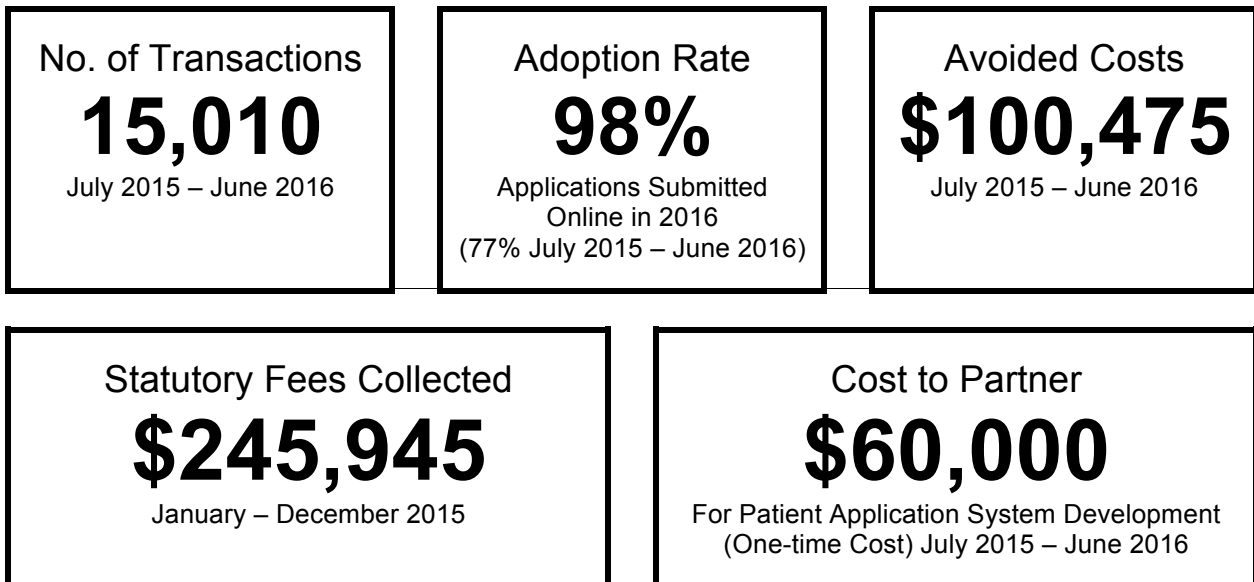 No. of Transactions
15,010
July 2015 – June 2016
Adoption Rate
98%
Applications Submitted
Online in 2016
(77% July 2015 – June 2016)
Avoided Costs
$100,475
July 2015 – June 2016
Statutory Fees Collected
$245,945
January – December 2015
Cost to Partner
$60,000
For Patient Application System Development
(One-time Cost) July 2015 – June 2016